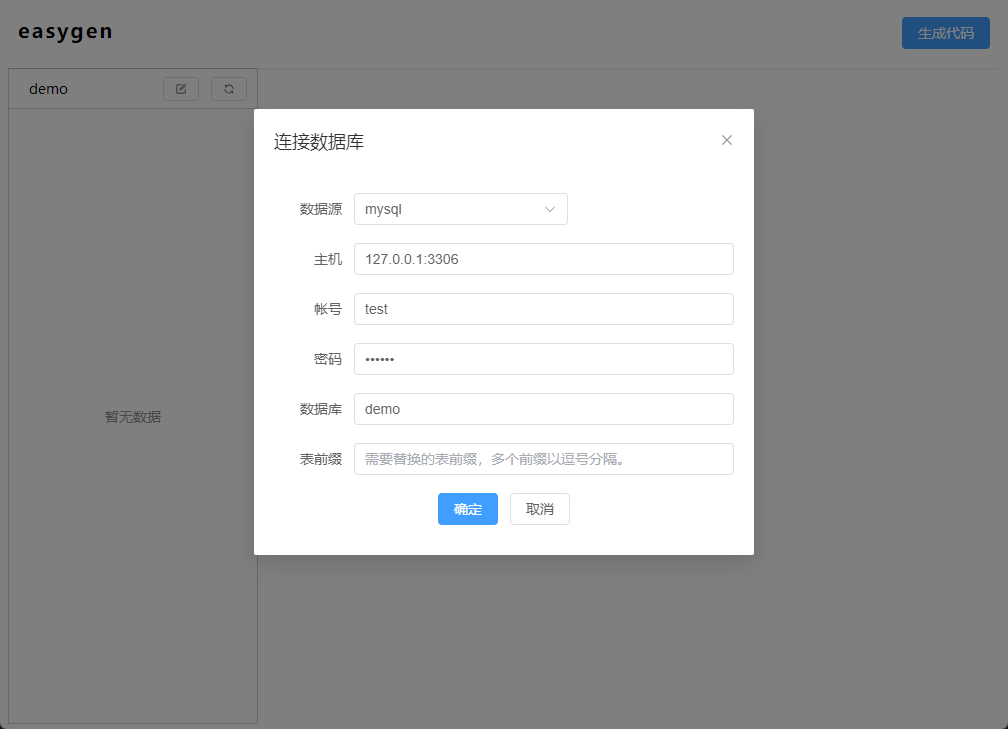 easygen
生成代码
demo
连接数据库
数据源
mysql
主机
127.0.0.1:3306
帐号
test
密码
••••••
数据库
demo
表前缀
需要替换的表前缀，多个前缀以逗号分隔。
确定
取消
暂无数据